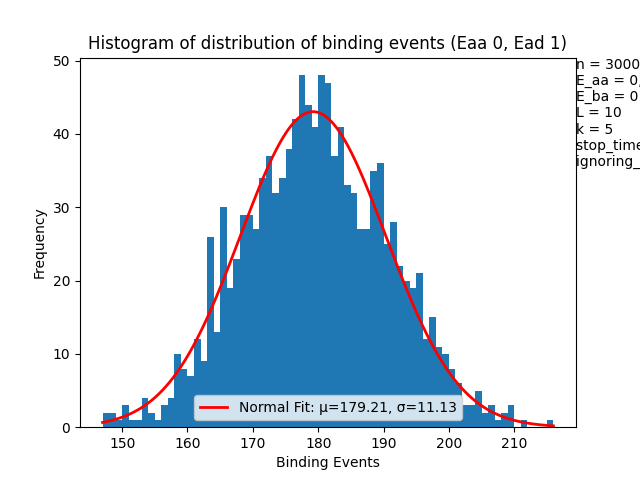 Histogram of distribution of binding events (Eaa 0, Ead 1)
n = 3000
E_aa = 0,
E_ba = 0
L = 10
k = 5
stop_time
ignoring_
50
40
30
20
10
0
Frequency
Normal Fit: μ=179.21, σ=11.13
150 160 170 180 190 200 210
Binding Events